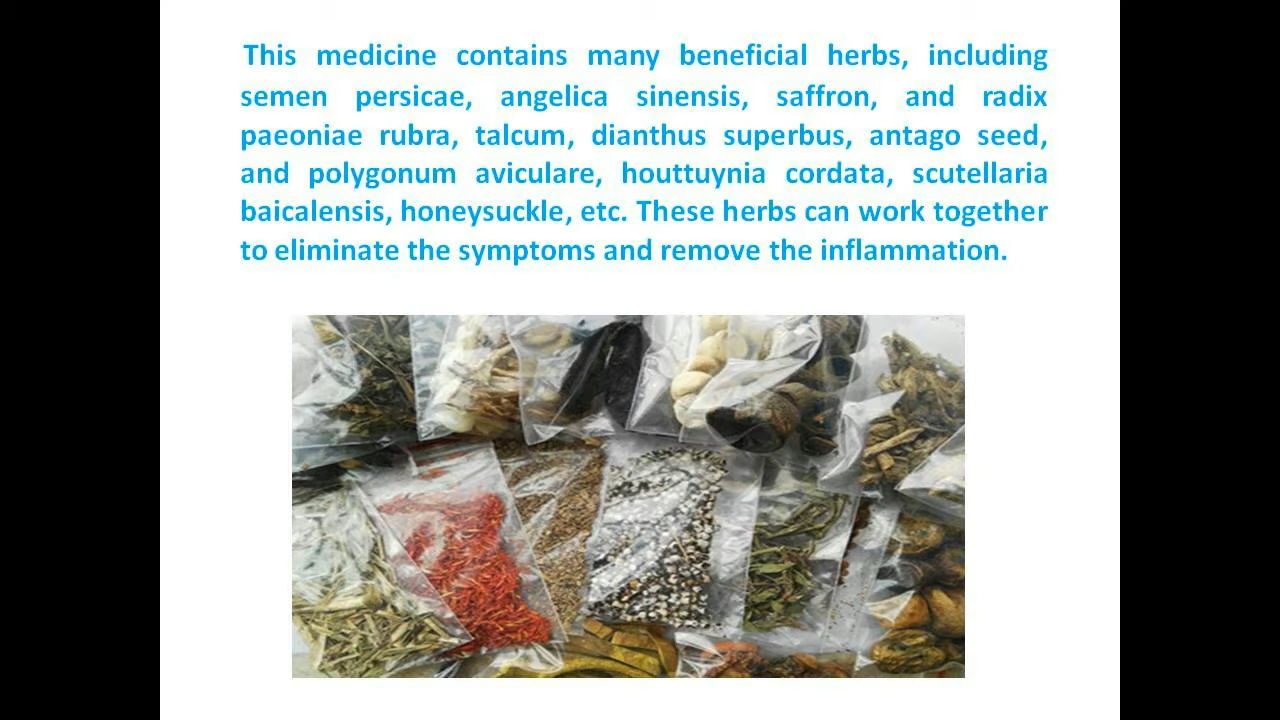 This medicine contains many beneficial herbs, including
semen persicae, angelica sinensis, saffron, and radix
paeoniae rubra, talcum, dianthus superbus, antago seed,
and polygonum aviculare, houttuynia cordata, scutellaria
baicalensis, honeysuckle, etc. These herbs can work together
to eliminate the symptoms and remove the inflammation.